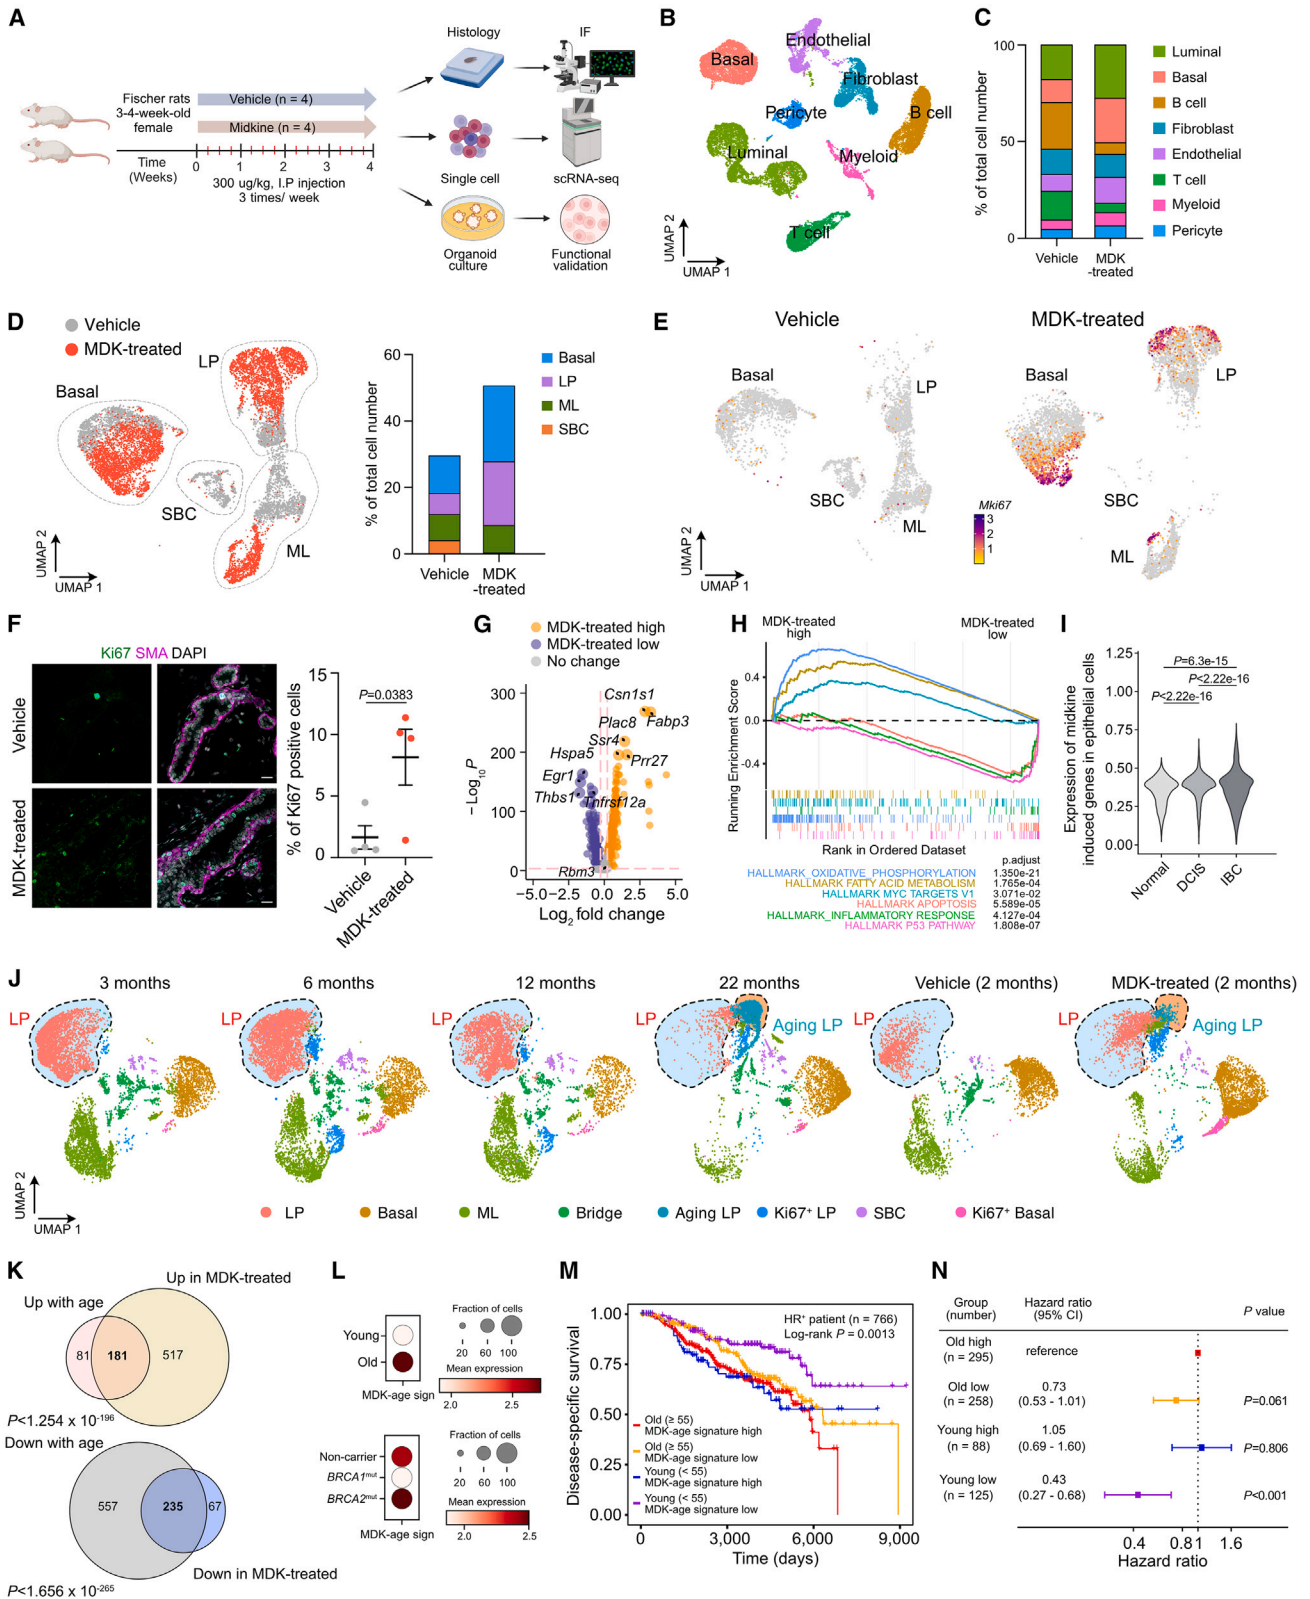 A
Histology
IF
Fischer rats
3-4-week-old
female
Vehicle (n = 4)
Midkine (n = 4)
Time
(Weeks)
0 1 2 3 4
300 ug/kg, I.P injection
3 times/ week
Single cell
scRNA-seq
Organoid
culture
Functional
validation
B
Basal
Endothelial
Fibroblast
Pericyte
B cell
Luminal
Myeloid
T cell
UMAP 2
UMAP 1
C
% of total cell number
100
50
0
Vehicle
MDK
-treated
Luminal
Basal
B cell
Fibroblast
Endothelial
T cell
Myeloid
Pericyte
D
Vehicle
MDK-treated
LP
Basal
SBC
ML
UMAP 2
UMAP 1
% of total cell number
60
40
20
0
Vehicle
MDK
-treated
Basal
LP
ML
SBC
E
Vehicle
MDK-treated
Basal
LP
SBC
ML
Basal
LP
SBC
ML
Mki67
3
2
1
UMAP 2
UMAP 1
F
Ki67 SMA DAPI
Vehicle
MDK-treated
% of Ki67 positive cells
15
10
5
0
P=0.0383
Vehicle
MDK-treated
G
MDK-treated high
MDK-treated low
No change
−Log10P
300
200
100
0
Csn1s1
Plac8
Fabp3
Ssr4
Hspa5
Prr27
Egr1
Thbs1
Tnfrsf12a
Rbm3
−5.0 −2.5 0.0 2.5 5.0
Log2 fold change
H
MDK-treated
high
MDK-treated
low
Running Enrichment Score
0.4
0.0
-0.4
Rank in Ordered Dataset
p.adjust
HALLMARK_OXIDATIVE_PHOSPHORYLATION 1.350e-21
HALLMARK FATTY ACID METABOLISM 1.765e-04
HALLMARK MYC TARGETS V1 3.071e-02
HALLMARK APOPTOSIS 5.589e-05
HALLMARK_INFLAMMATORY RESPONSE 4.127e-04
HALLMARK P53 PATHWAY 1.808e-07
I
Expression of midkine
induced genes in epithelial cells
1.25
1.00
0.75
0.50
0.25
0.00
P=6.3e-15
P<2.22e-16
P<2.22e-16
Normal
DCIS
IBC
J
3 months
6 months
12 months
22 months
Vehicle (2 months)
MDK-treated (2 months)
LP
LP
LP
LP
Aging LP
LP
LP
Aging LP
UMAP 2
UMAP 1
LP
Basal
ML
Bridge
Aging LP
Ki67+ LP
SBC
Ki67+ Basal
K
Up in MDK-treated
Up with age
81
181
517
P<1.254 x 10-196
Down with age
557
235
67
Down in MDK-treated
P<1.656 x 10-265
L
Young
Old
MDK-age sign
Fraction of cells
20 60 100
Mean expression
2.0 2.5
Non-carrier
BRCA1mut
BRCA2mut
MDK-age sign
Fraction of cells
20 60 100
Mean expression
2.0 2.5
M
Disease-specific survival
1.00
0.75
0.50
0.25
0.00
HR+ patient (n = 766)
Log-rank P = 0.0013
Old (≥ 55)
MDK-age signature high
Old (≥ 55)
MDK-age signature low
Young (< 55)
MDK-age signature high
Young (< 55)
MDK-age signature low
0 3,000 6,000 9,000
Time (days)
N
Group
(number)
Hazard ratio
(95% CI)
P value
Old high
(n = 295)
reference
Old low
(n = 258)
0.73
(0.53 - 1.01)
P=0.061
Young high
(n = 88)
1.05
(0.69 - 1.60)
P=0.806
Young low
(n = 125)
0.43
(0.27 - 0.68)
P<0.001
0.4 0.8 1 1.6
Hazard ratio